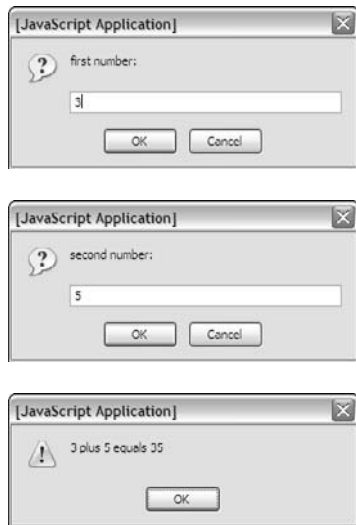 [JavaScript Application]
first number:
3
OK Cancel
[JavaScript Application]
second number:
5
OK Cancel
[JavaScript Application]
3 plus 5 equals 35
OK